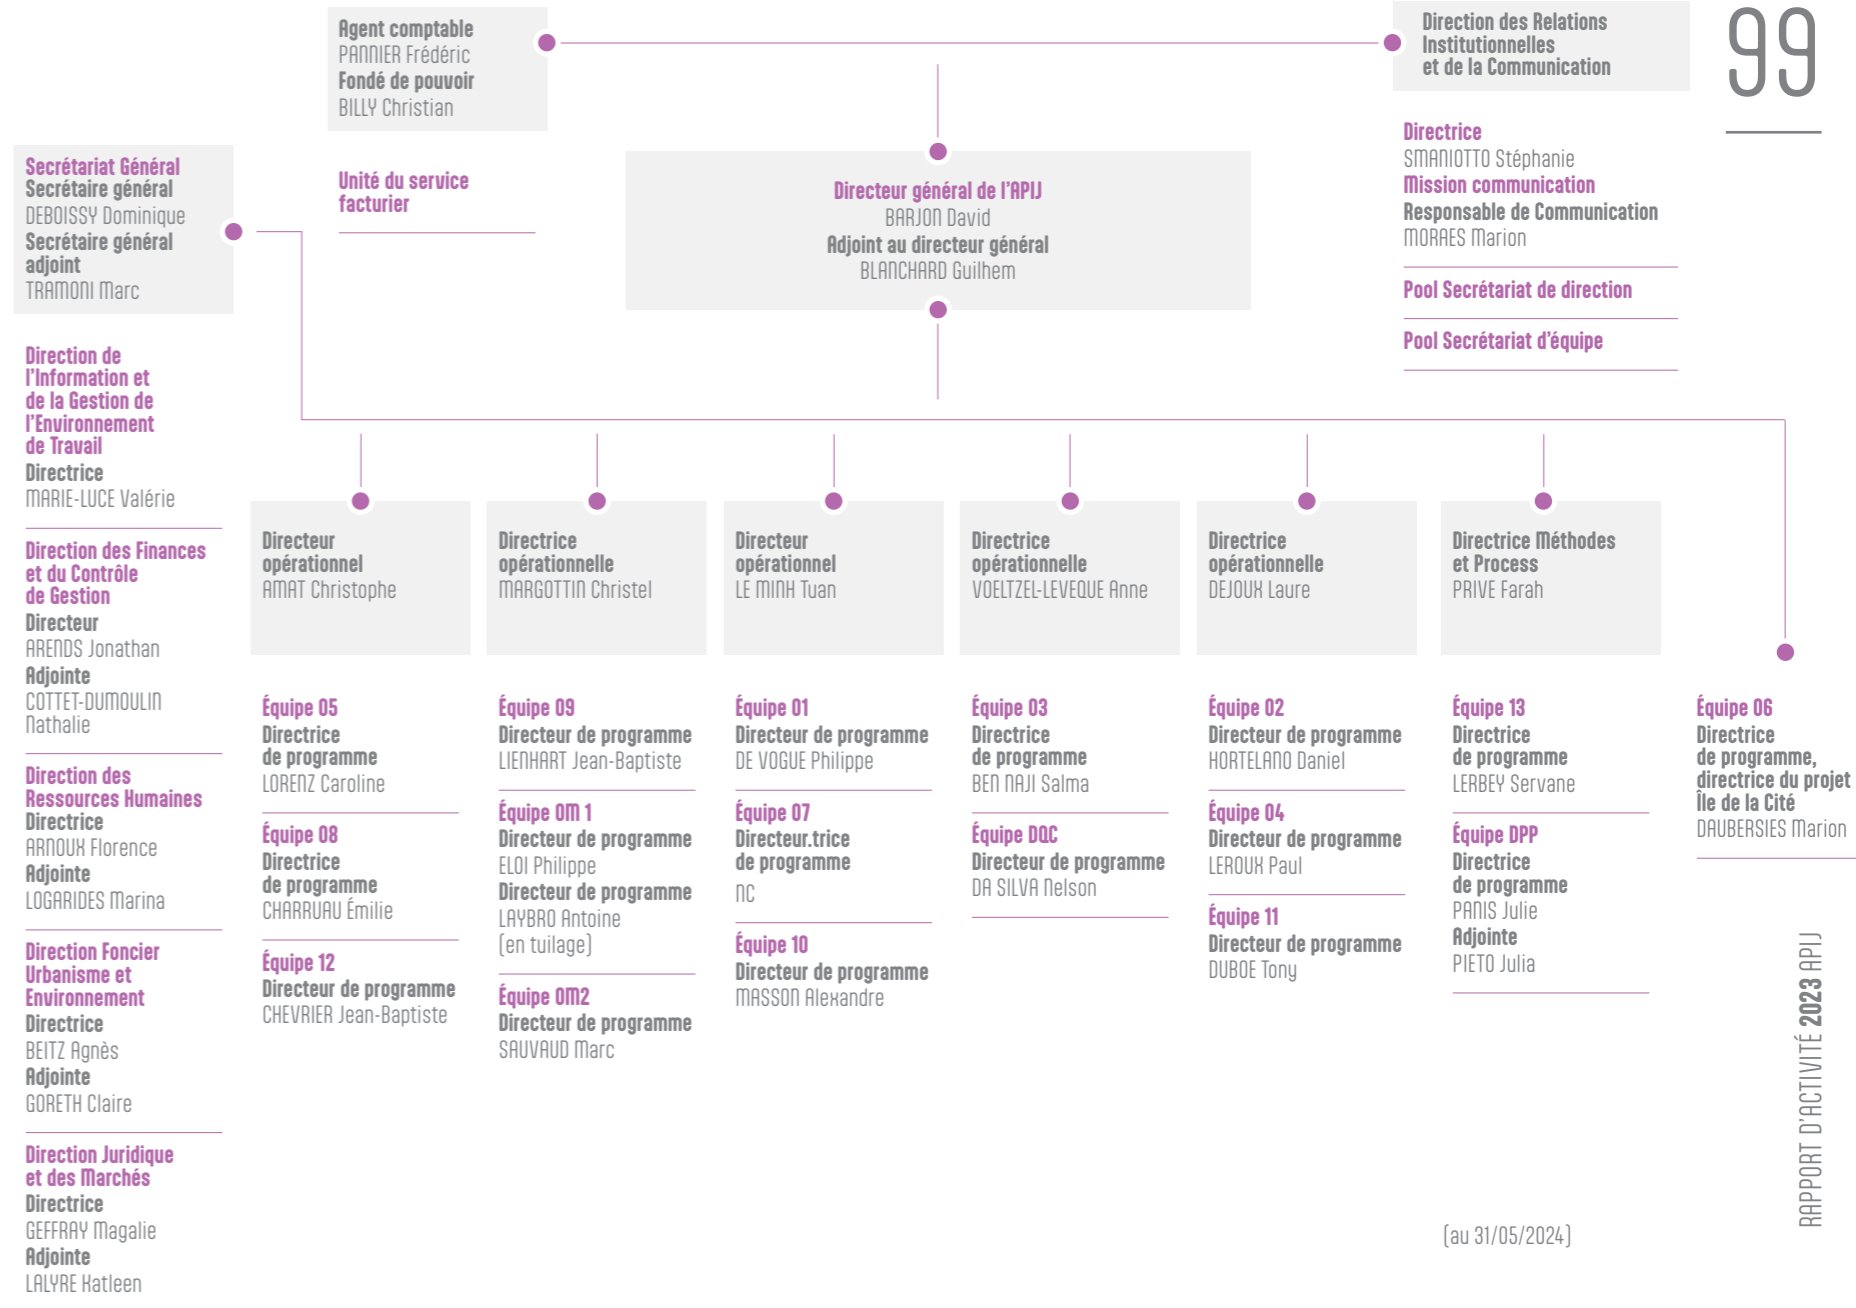 Agent comptable
PANNIER Frédéric
Fondé de pouvoir
BILLY Christian
Unité du service
facturier
Direction des Relations
Institutionnelles
et de la Communication
99
Directrice
SMANIOTTO Stéphanie
Mission communication
Responsable de Communication
MORAES Marion
Pool Secrétariat de direction
Pool Secrétariat d'équipe
Directeur général de l'APIJ
BARJON David
Adjoint au directeur général
BLANCHARD Guilhem
Secrétariat Général
Secrétaire général
DEBOISSY Dominique
Secrétaire général
adjoint
TRAMONI Marc
Direction de
l'Information et
de la Gestion de
l'Environnement
de Travail
Directrice
MARIE-LUCE Valérie
Direction des Finances
et du Contrôle
de Gestion
Directeur
ARENDS Jonathan
Adjointe
COTTET-DUMOULIN
Nathalie
Direction des
Ressources Humaines
Directrice
ARNOUX Florence
Adjointe
LOGARIDES Marina
Direction Foncier
Urbanisme et
Environnement
Directrice
BEITZ Agnès
Adjointe
GORETH Claire
Direction Juridique
et des Marchés
Directrice
GEFFRAY Magalie
Adjointe
LALYRE Katleen
Directeur
opérationnel
AMAT Christophe
Équipe 05
Directrice
de programme
LORENZ Caroline
Équipe 08
Directrice
de programme
CHARRUAU Émilie
Équipe 12
Directeur de programme
CHEVRIER Jean-Baptiste
Directrice
opérationnelle
MARGOTTIN Christel
Équipe 09
Directeur de programme
LIENHART Jean-Baptiste
Équipe OM 1
Directeur de programme
ELOI Philippe
Directeur de programme
LAYBRO Antoine
(en tuilage)
Équipe OM2
Directeur de programme
SAUVAUD Marc
Directeur
opérationnel
LE MINH Tuan
Équipe 01
Directeur de programme
DE VOGUE Philippe
Équipe 07
Directeur.trice
de programme
NC
Équipe 10
Directeur de programme
MASSON Alexandre
Directrice
opérationnelle
VOELTZEL-LEVEQUE Anne
Équipe 03
Directrice
de programme
BEN NAJI Salma
Équipe DQC
Directeur de programme
DA SILVA Nelson
Directrice
opérationnelle
DEJOUX Laure
Équipe 02
Directeur de programme
HORTELANO Daniel
Équipe 04
Directeur de programme
LEROUX Paul
Équipe 11
Directeur de programme
DUBOE Tony
Directrice Méthodes
et Process
PRIVE Farah
Équipe 13
Directrice
de programme
LERBEY Servane
Équipe DPP
Directrice
de programme
PANIS Julie
Adjointe
PIETO Julia
Équipe 06
Directrice
de programme,
directrice du projet
Île de la Cité
DAUBERSIES Marion
(au 31/05/2024)
RAPPORT D'ACTIVITÉ 2023 APIJ